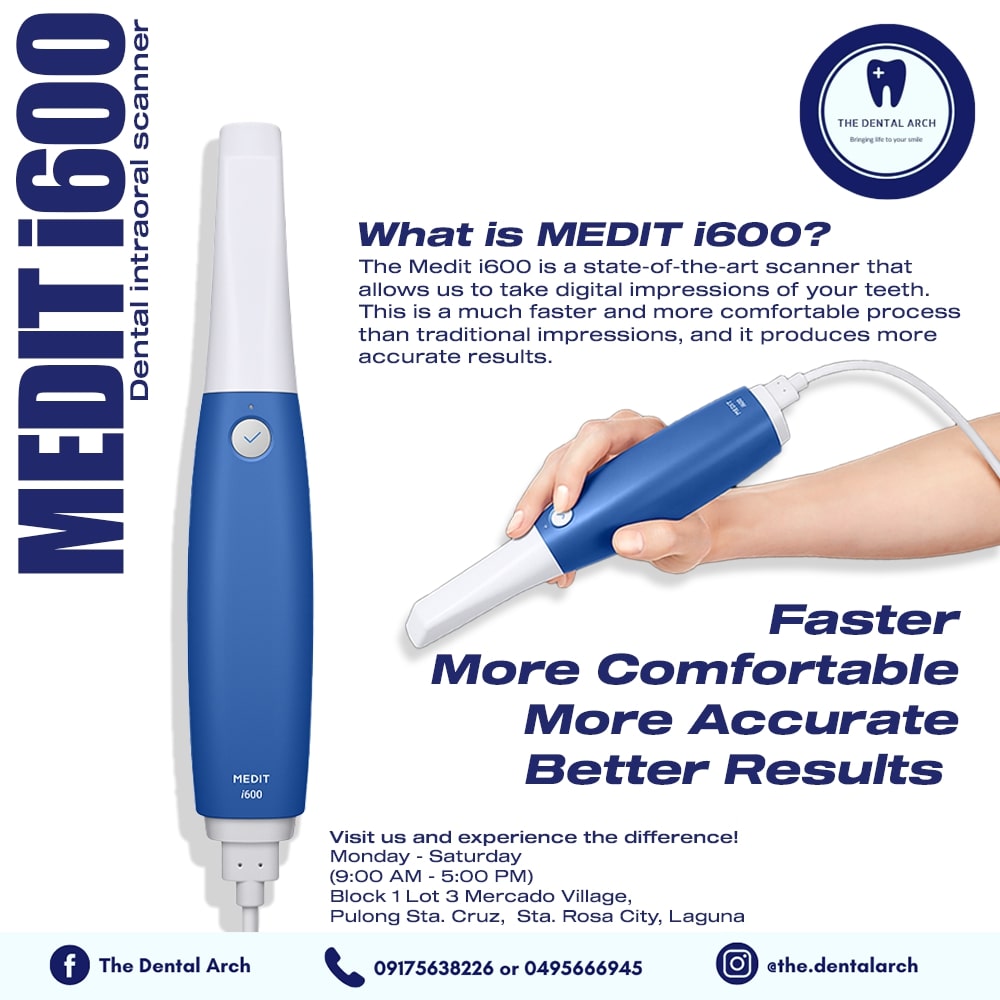 MEDIT i600
Dental intraoral scanner
THE DENTAL ARCH
Bringing life to your smile
What is MEDIT i600?
The Medit i600 is a state-of-the-art scanner that
allows us to take digital impressions of your teeth.
This is a much faster and more comfortable process
than traditional impressions, and it produces more
accurate results.
MEDIT
i600
Faster
More Comfortable
More Accurate
Better Results
MEDIT
i600
Visit us and experience the difference!
Monday - Saturday
(9:00 AM - 5:00 PM)
Block 1 Lot 3 Mercado Village,
Pulong Sta. Cruz, Sta. Rosa City, Laguna
The Dental Arch
09175638226 or 0495666945
@the.dentalarch